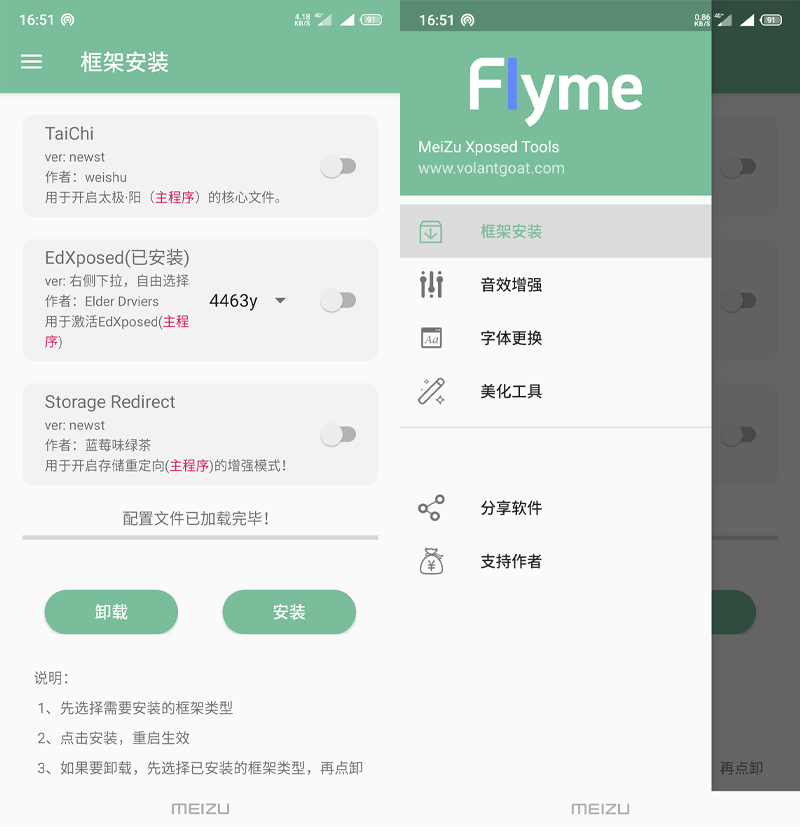 16:51
4.18
KB/S
4G
91
框架安装
TaiChi
ver: newst
作者：weishu
用于开启太极·阳（主程序）的核心文件。
EdXposed(已安装)
ver: 右侧下拉，自由选择
作者：Elder Drviers
用于激活EdXposed(主程
序)
4463y
Storage Redirect
ver: newst
作者：蓝莓味绿茶
用于开启存储重定向(主程序)的增强模式！
配置文件已加载完毕！
卸载
安装
说明：
1、先选择需要安装的框架类型
2、点击安装，重启生效
3、如果要卸载，先选择已安装的框架类型，再点卸
MEIZU
16:51
0.86
KB/S
4G
91
Flyme
MeiZu Xposed Tools
www.volantgoat.com
框架安装
音效增强
Aa
字体更换
美化工具
分享软件
¥
支持作者
再点卸
MEIZU